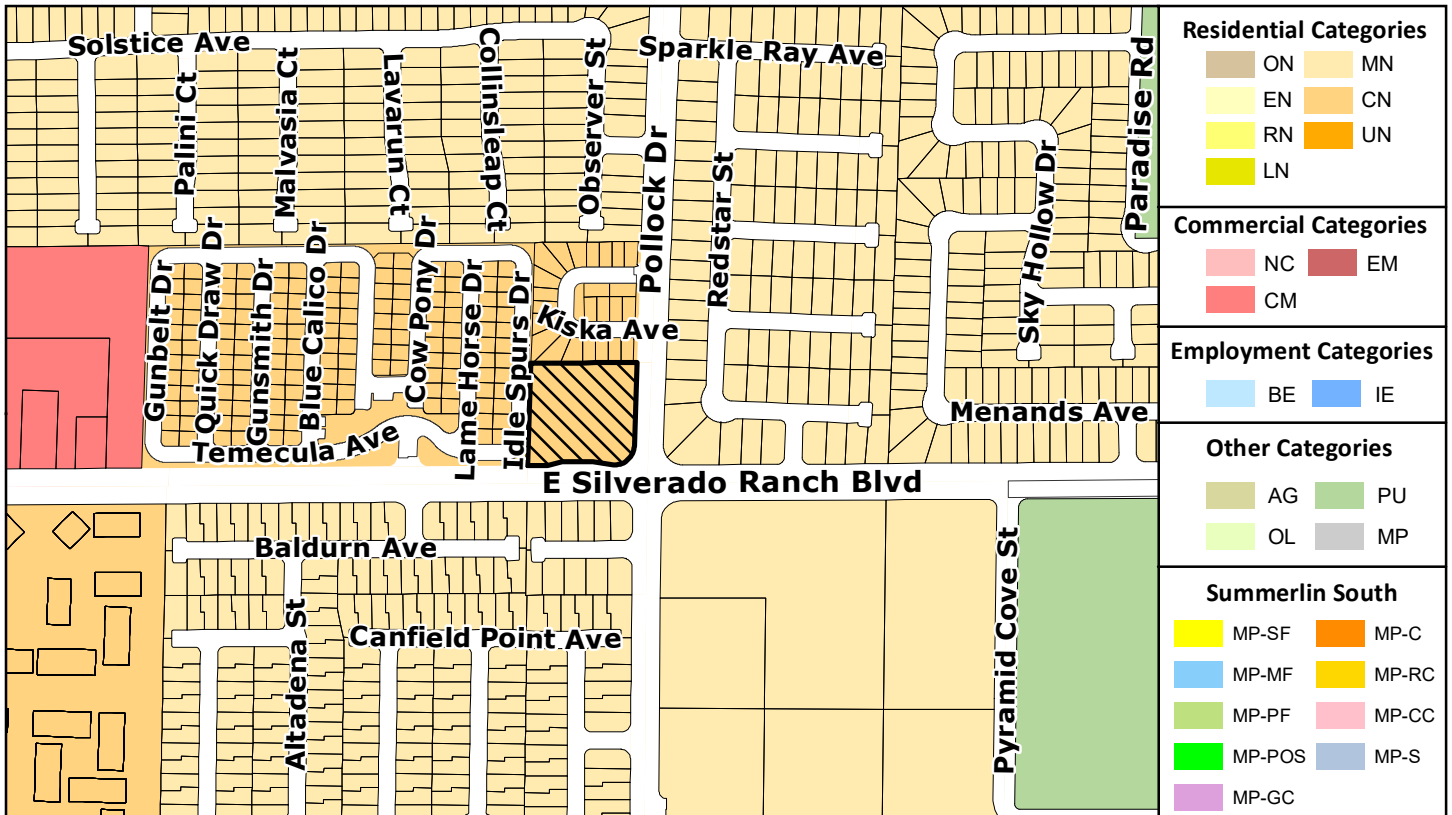 Solstice Ave
Palini Ct
Malvasia Ct
Lavarun Ct
Collinsleap Ct
Observer St
Sparkle Ray Ave
Pollock Dr
Redstar St
Sky Hollow Dr
Paradise Rd
Gunbelt Dr
Quick Draw Dr
Gunsmith Dr
Blue Calico Dr
Cow Pony Dr
Lame Horse Dr
Idle Spurs Dr
Kiska Ave
Temecula Ave
Menands Ave
E Silverado Ranch Blvd
Baldurn Ave
Altadena St
Canfield Point Ave
Pyramid Cove St
Residential Categories
ON MN
EN CN
RN UN
LN
Commercial Categories
NC EM
CM
Employment Categories
BE IE
Other Categories
AG PU
OL MP
Summerlin South
MP-SF MP-C
MP-MF MP-RC
MP-PF MP-CC
MP-POS MP-S
MP-GC